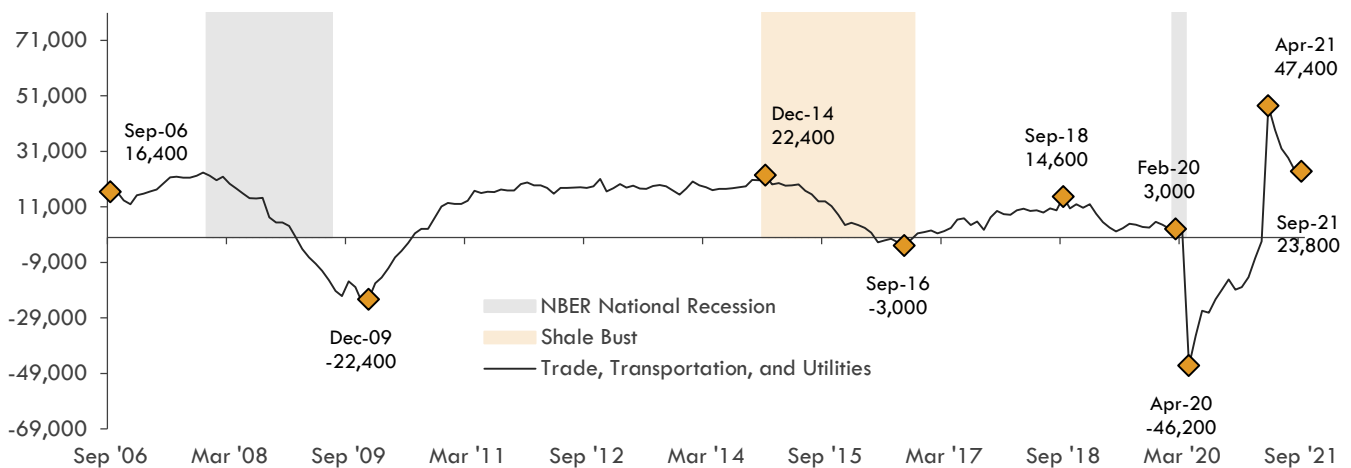 71,000
51,000
31,000
11,000
-9,000
-29,000
-49,000
-69,000
Sep-06
16,400
Dec-09
-22,400
Dec-14
22,400
Sep-16
-3,000
Sep-18
14,600
Feb-20
3,000
Apr-20
-46,200
Apr-21
47,400
Sep-21
23,800
NBER National Recession
Shale Bust
Trade, Transportation, and Utilities
Sep '06 Mar '08 Sep '09 Mar '11 Sep '12 Mar '14 Sep '15 Mar '17 Sep '18 Mar '20 Sep '21